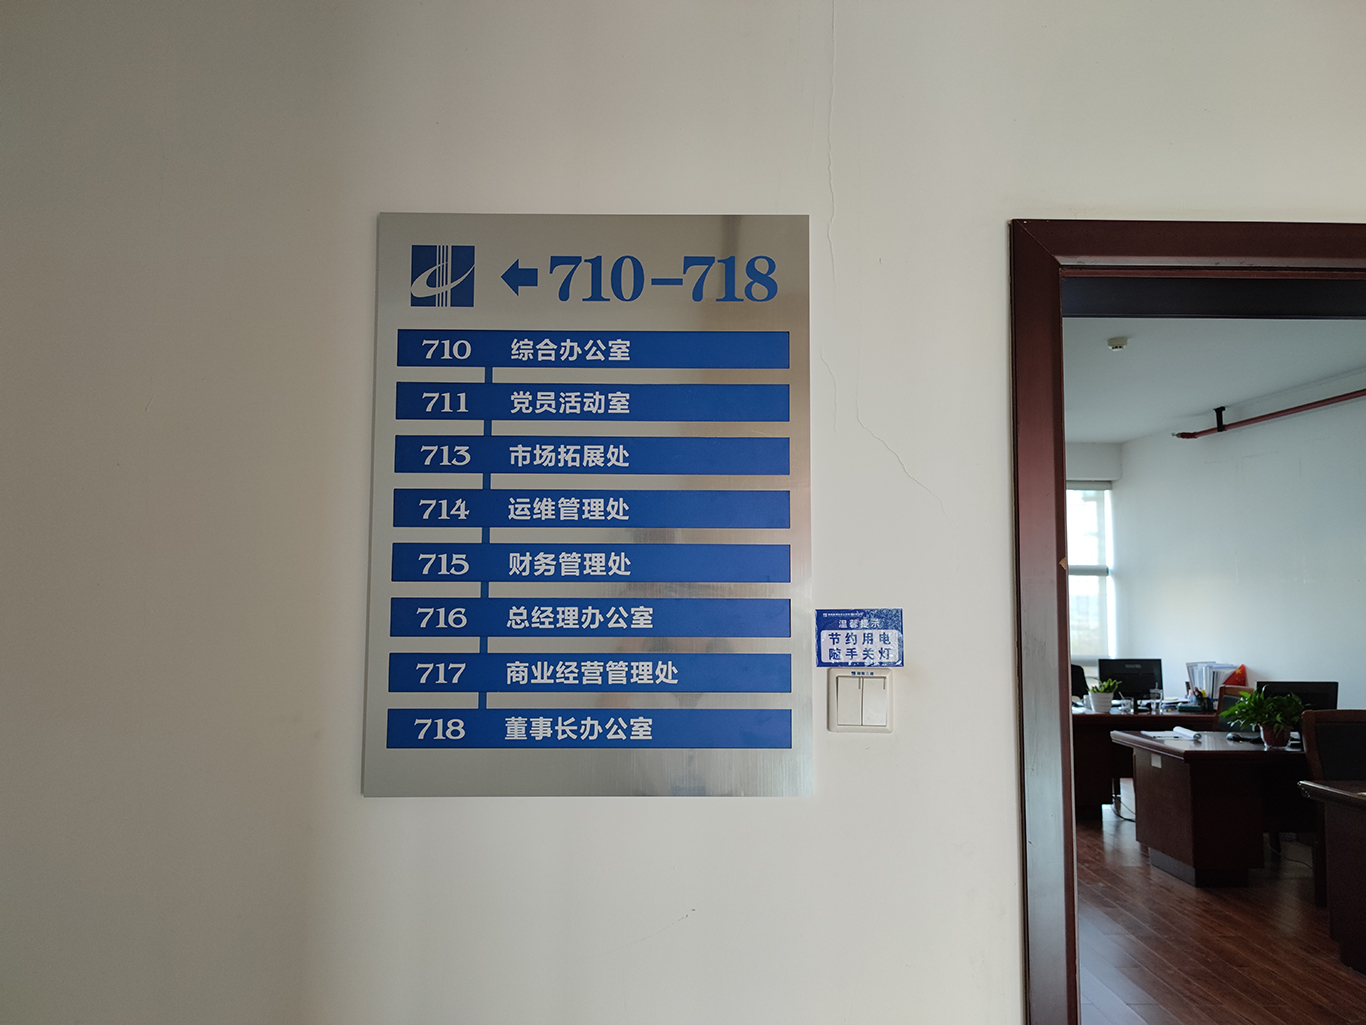 ←710-718
710 综合办公室
711 党员活动室
713 市场拓展处
714 运维管理处
715 财务管理处
716 总经理办公室
717 商业经营管理处
718 董事长办公室
温馨提示
节约用电
随手关灯